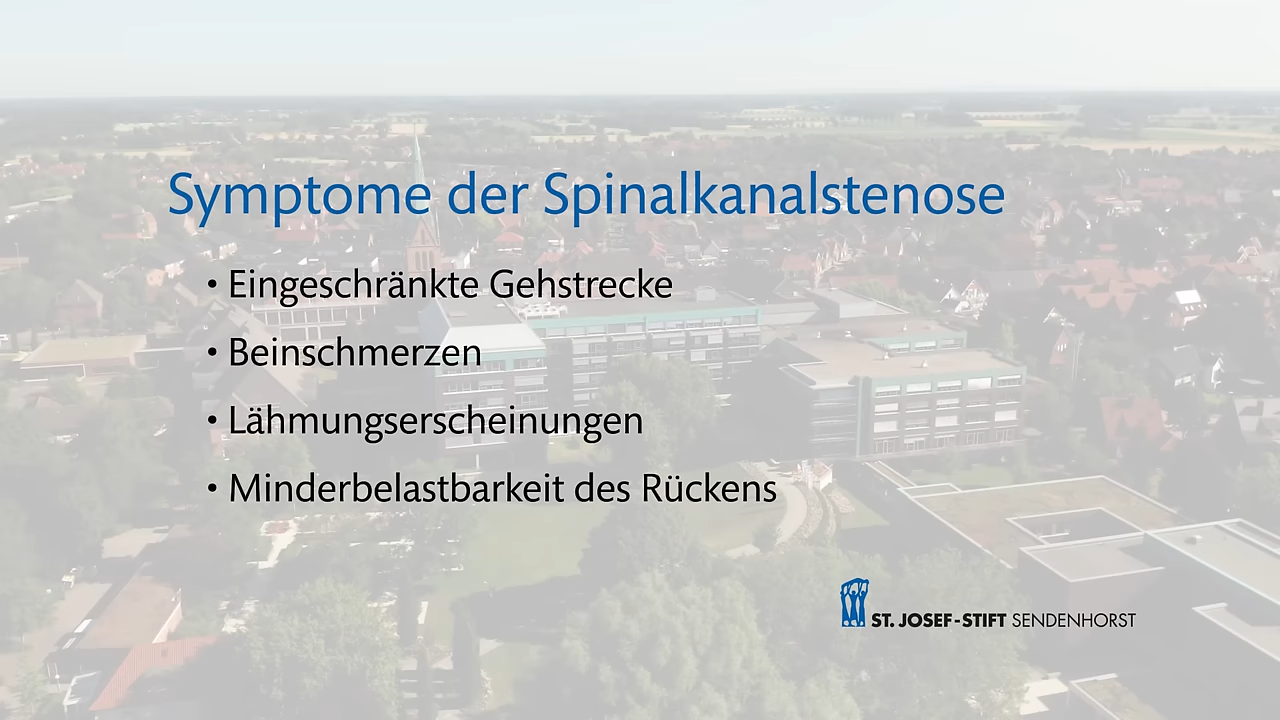 Symptome der Spinalkanalstenose
• Eingeschränkte Gehstrecke
• Beinschmerzen
• Lähmungserscheinungen
• Minderbelastbarkeit des Rückens
ST. JOSEF-STIFT SENDENHORST